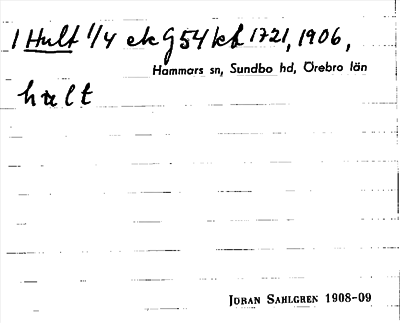 1 Hult 1/4 ek G54 kb 1721, 1906,
Hammars sn, Sundbo hd, Örebro län
hult
JORAN SAHLGREN 1908-09